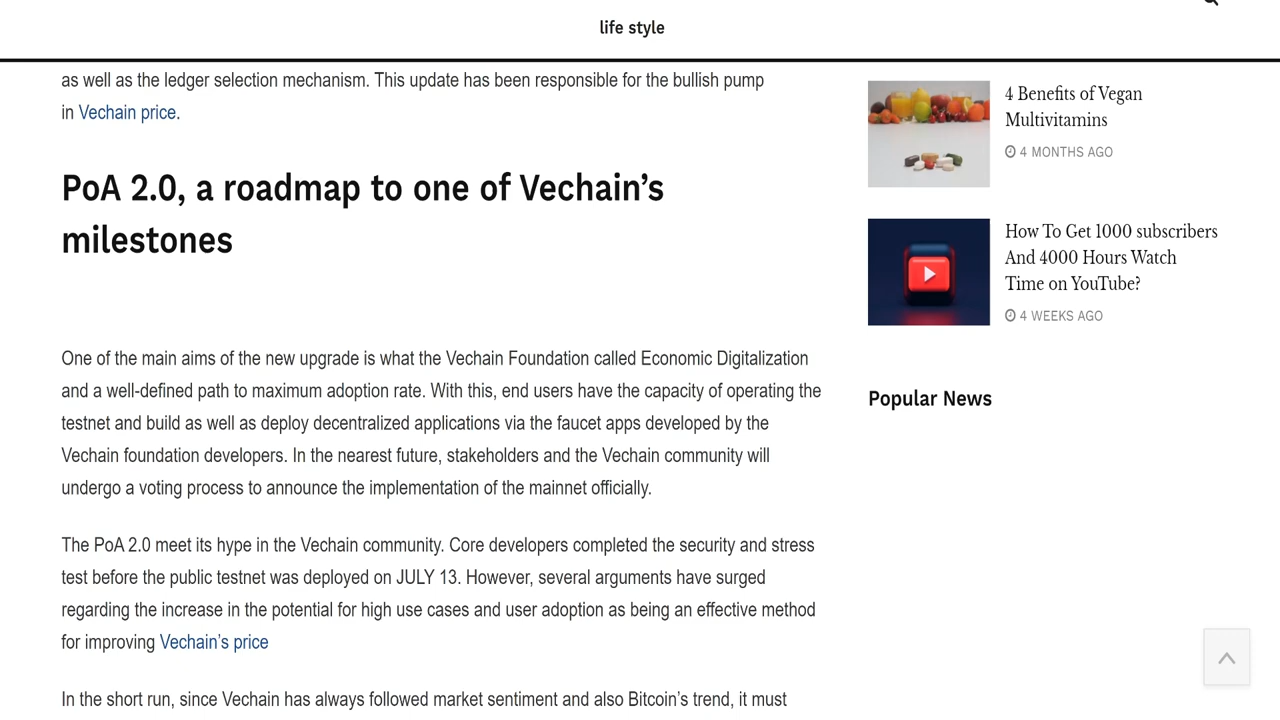 life style
as well as the ledger selection mechanism. This update has been responsible for the bullish pump
in Vechain price.
PoA 2.0, a roadmap to one of Vechain’s
milestones
One of the main aims of the new upgrade is what the Vechain Foundation called Economic Digitalization
and a well-defined path to maximum adoption rate. With this, end users have the capacity of operating the
testnet and build as well as deploy decentralized applications via the faucet apps developed by the
Vechain foundation developers. In the nearest future, stakeholders and the Vechain community will
undergo a voting process to announce the implementation of the mainnet officially.
The PoA 2.0 meet its hype in the Vechain community. Core developers completed the security and stress
test before the public testnet was deployed on JULY 13. However, several arguments have surged
regarding the increase in the potential for high use cases and user adoption as being an effective method
for improving Vechain’s price
In the short run, since Vechain has always followed market sentiment and also Bitcoin’s trend, it must
4 Benefits of Vegan
Multivitamins
4 MONTHS AGO
How To Get 1000 subscribers
And 4000 Hours Watch
Time on YouTube?
4 WEEKS AGO
Popular News